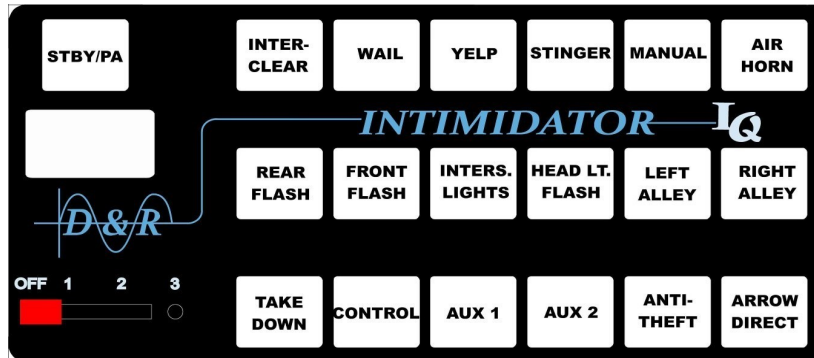 STBY/PA
INTER-
CLEAR
WAIL
YELP
STINGER
MANUAL
AIR
HORN
INTIMIDATOR IQ
REAR
FLASH
FRONT
FLASH
INTERS.
LIGHTS
HEAD LT.
FLASH
LEFT
ALLEY
RIGHT
ALLEY
D & R
OFF 1 2 3
TAKE
DOWN
CONTROL
AUX 1
AUX 2
ANTI-
THEFT
ARROW
DIRECT